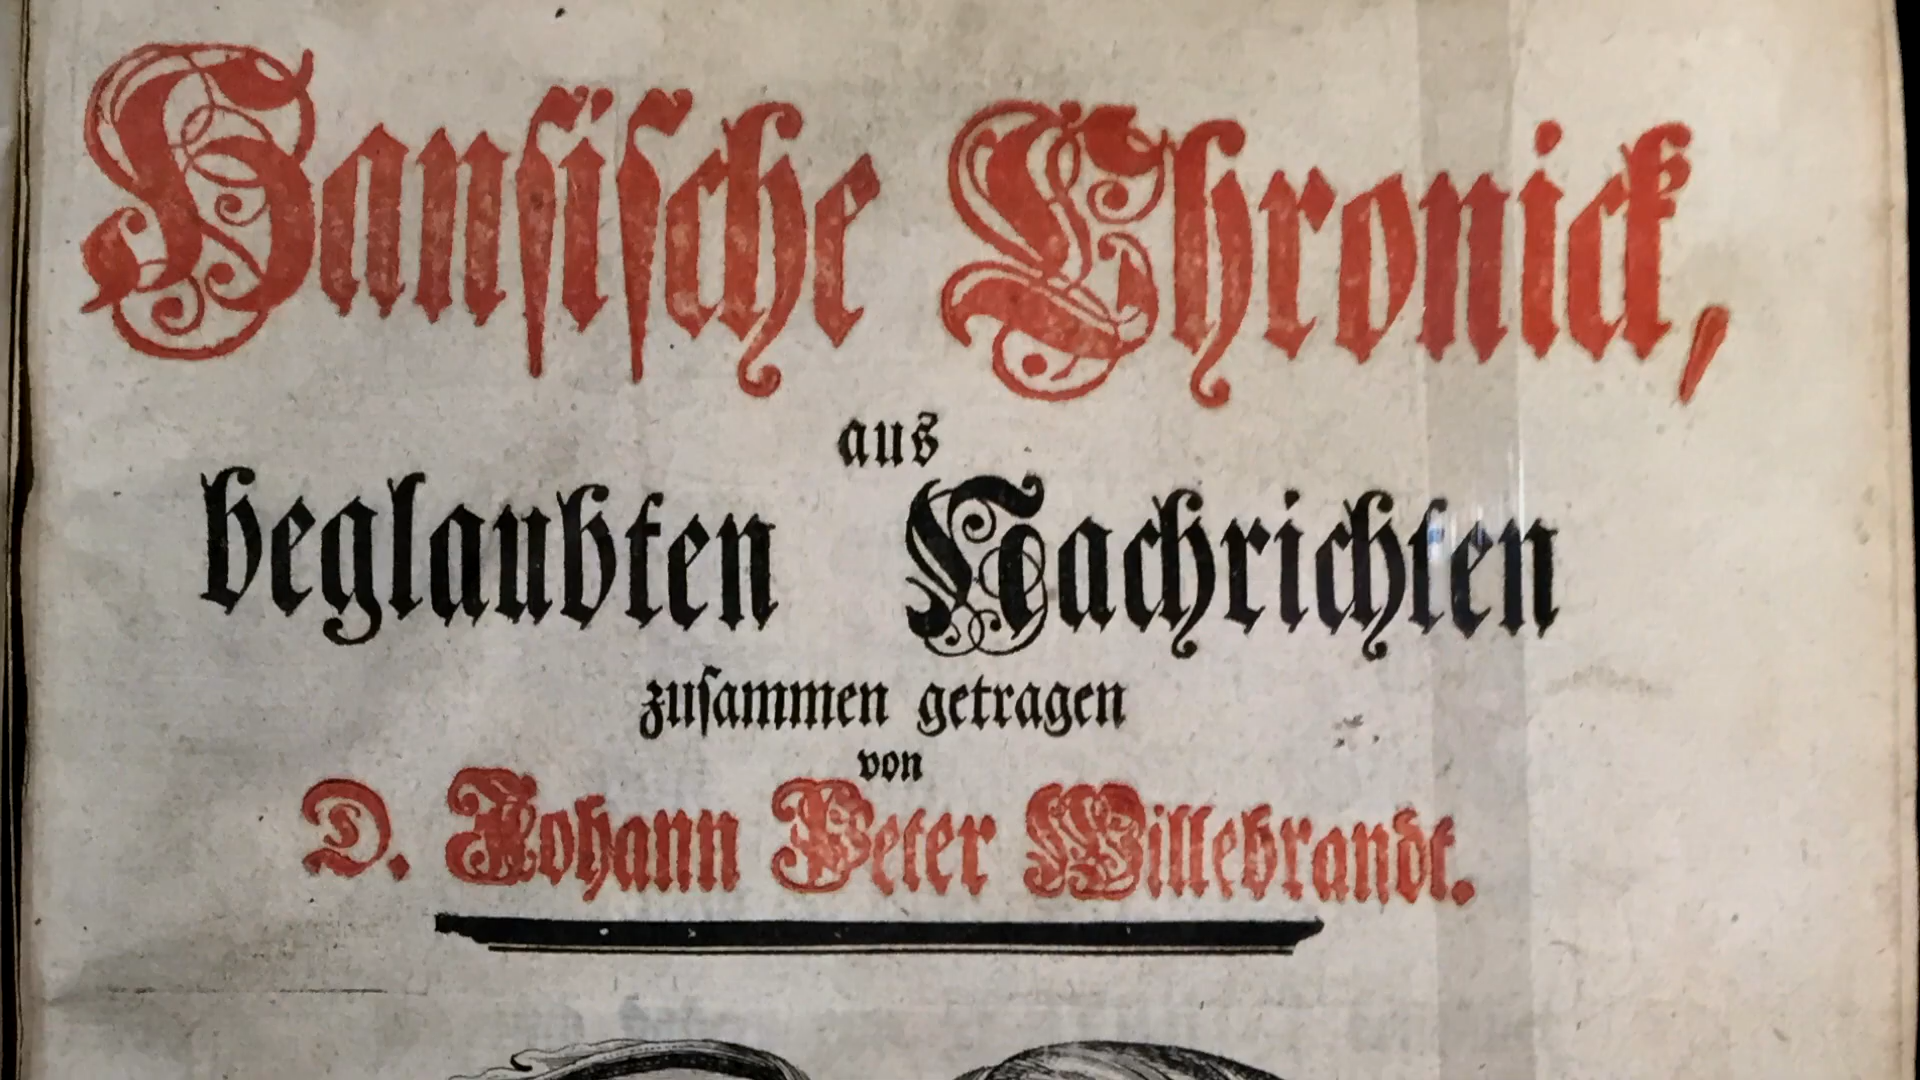 Hansische Chronick,
aus
beglaubten Nachrichten
zusammen getragen
von
D. Johann Peter Willebrandt.